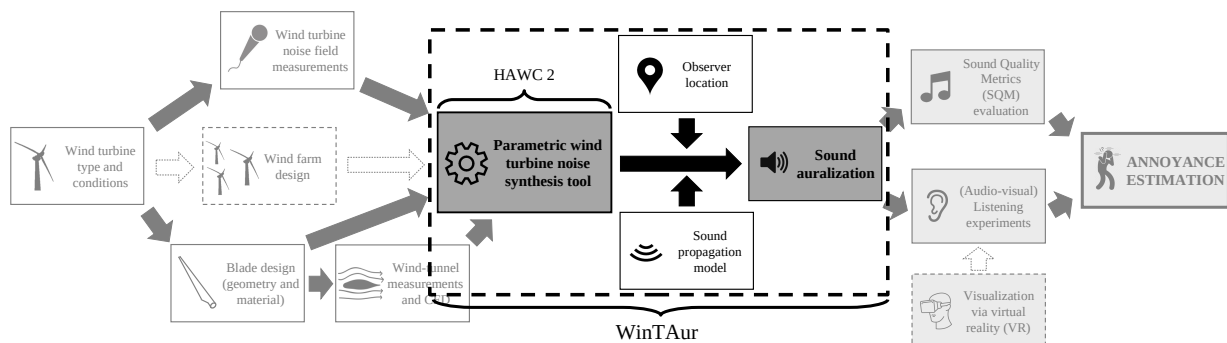 Wind turbine
noise field
measurements
HAWC 2
Observer
location
Sound Quality
Metrics
(SQM)
evaluation
Wind turbine
type and
conditions
Wind farm
design
Parametric wind
turbine noise
synthesis tool
Sound
auralization
ANNOYANCE
ESTIMATION
(Audio-visual)
Listening
experiments
Blade design
(geometry and
material)
Wind-tunnel
measurements
and CFD
Sound
propagation
model
Visualization
via virtual
reality (VR)
WinTAur